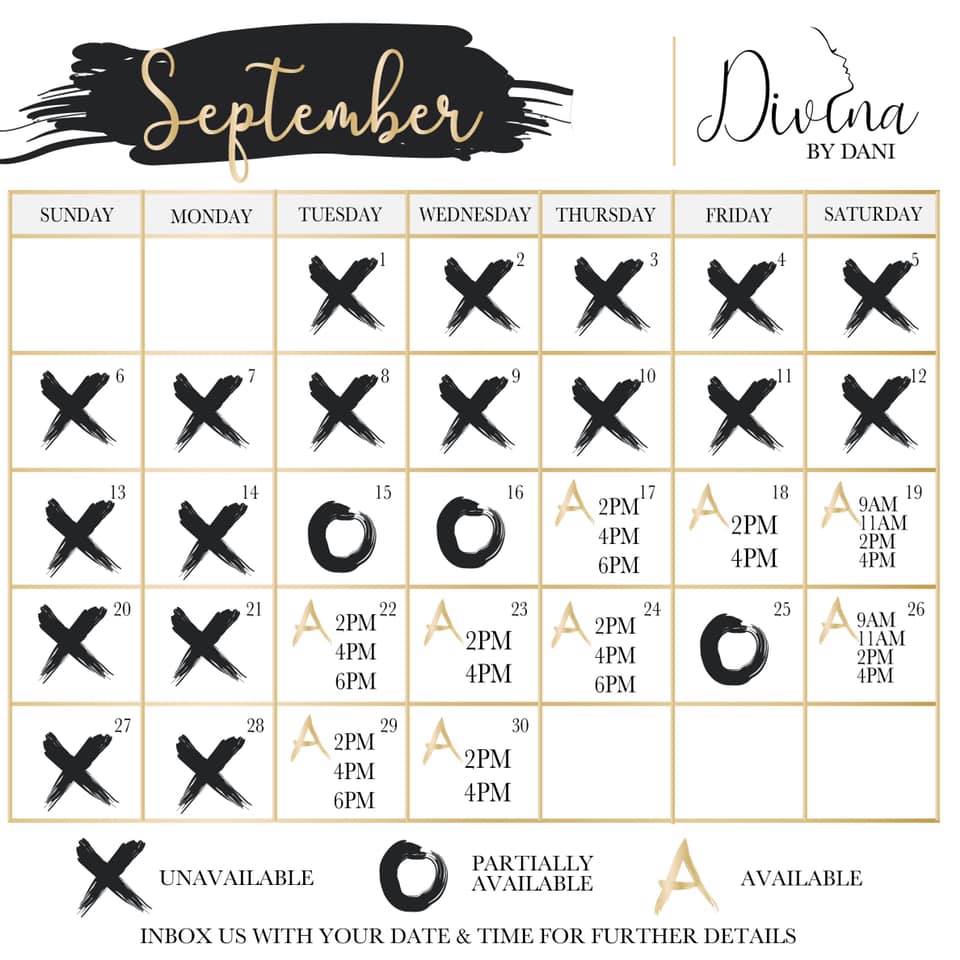 September
Divina
BY DANI
SUNDAY MONDAY TUESDAY WEDNESDAY THURSDAY FRIDAY SATURDAY
1 2 3 4 5
6 7 8 9 10 11 12
13 14 15 16 17 18 19
A 2PM
4PM
6PM
A 2PM
4PM
A 9AM
11AM
2PM
4PM
20 21 22 23 24 25 26
A 2PM
4PM
6PM
A 2PM
4PM
A 2PM
4PM
6PM
A 9AM
11AM
2PM
4PM
27 28 29 30
A 2PM
4PM
6PM
A 2PM
4PM
UNAVAILABLE
PARTIALLY
AVAILABLE
A AVAILABLE
INBOX US WITH YOUR DATE & TIME FOR FURTHER DETAILS